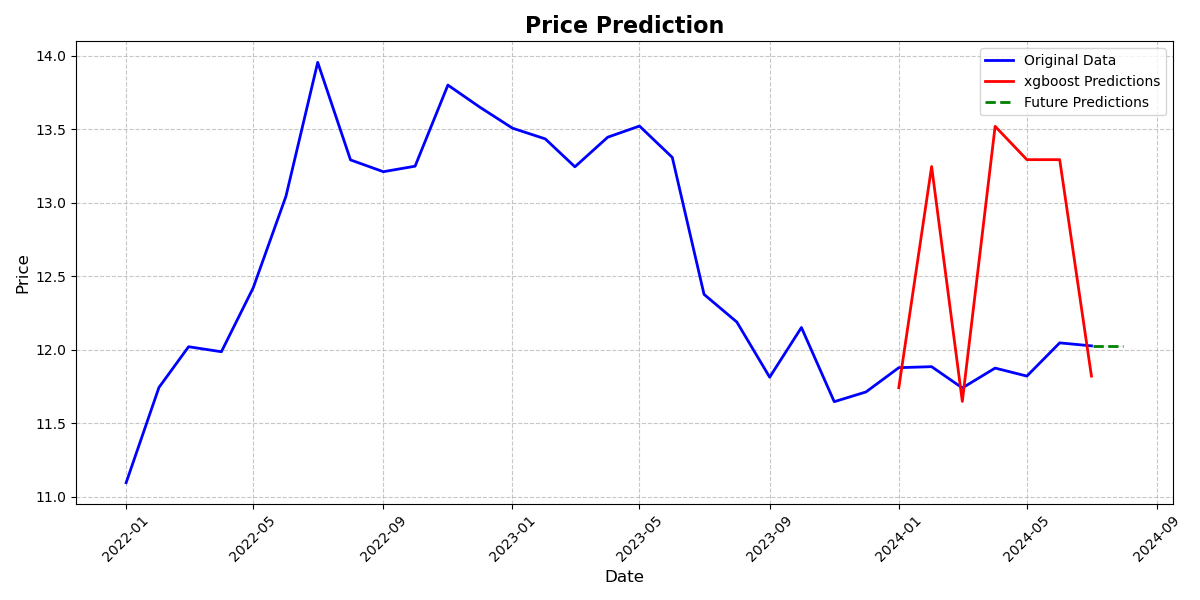 Price Prediction
Original Data
xgboost Predictions
Future Predictions
Price
14.0
13.5
13.0
12.5
12.0
11.5
11.0
2022-01
2022-05
2022-09
2023-01
2023-05
2023-09
2024-01
2024-05
2024-09
Date